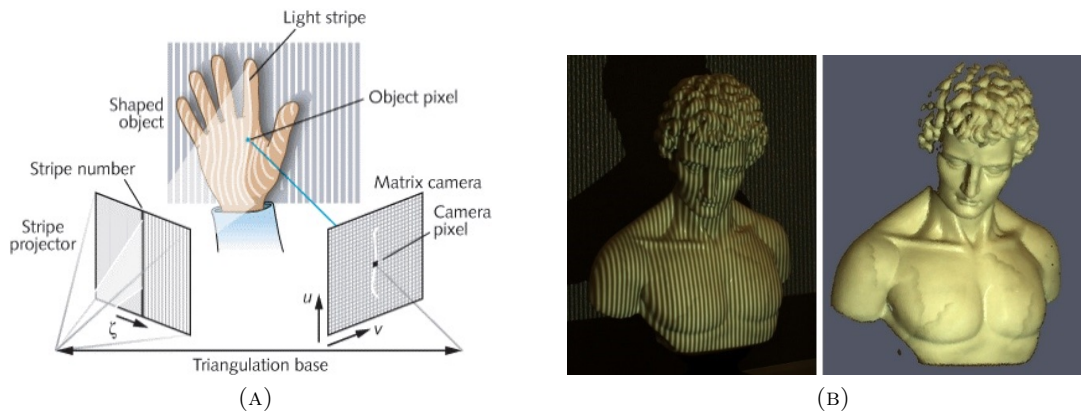 Light stripe
Object pixel
Shaped
object
Stripe number
Matrix camera
Camera
pixel
Stripe
projector
u
v
ζ
Triangulation base
(A)
(B)